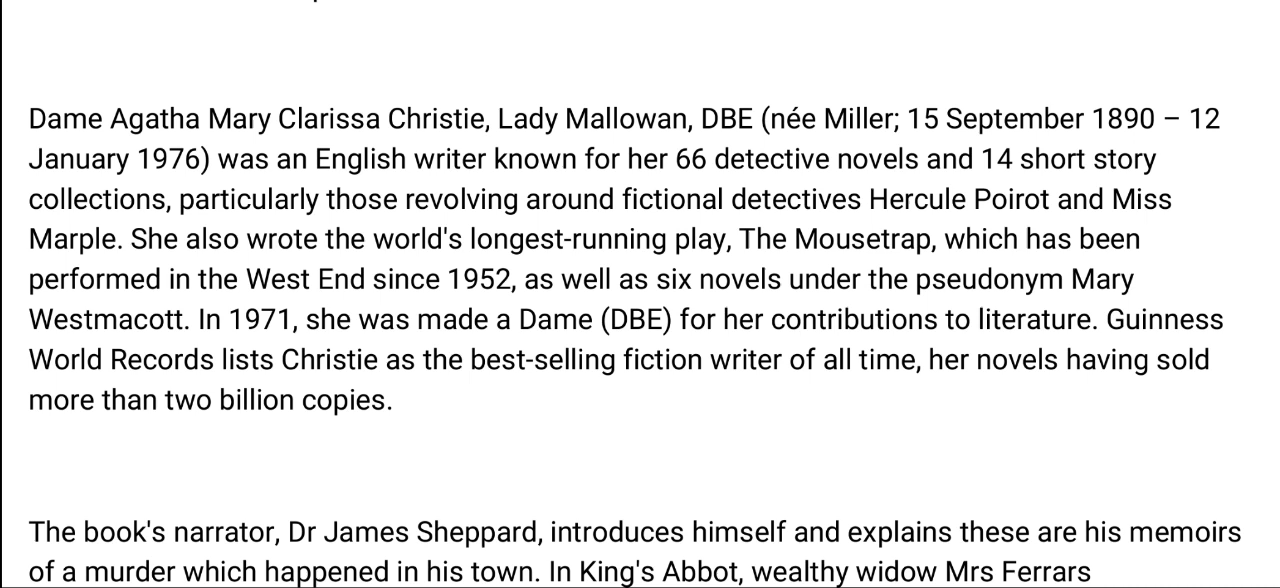 Dame Agatha Mary Clarissa Christie, Lady Mallowan, DBE (née Miller; 15 September 1890 – 12
January 1976) was an English writer known for her 66 detective novels and 14 short story
collections, particularly those revolving around fictional detectives Hercule Poirot and Miss
Marple. She also wrote the world's longest-running play, The Mousetrap, which has been
performed in the West End since 1952, as well as six novels under the pseudonym Mary
Westmacott. In 1971, she was made a Dame (DBE) for her contributions to literature. Guinness
World Records lists Christie as the best-selling fiction writer of all time, her novels having sold
more than two billion copies.
The book's narrator, Dr James Sheppard, introduces himself and explains these are his memoirs
of a murder which happened in his town. In King's Abbot, wealthy widow Mrs Ferrars